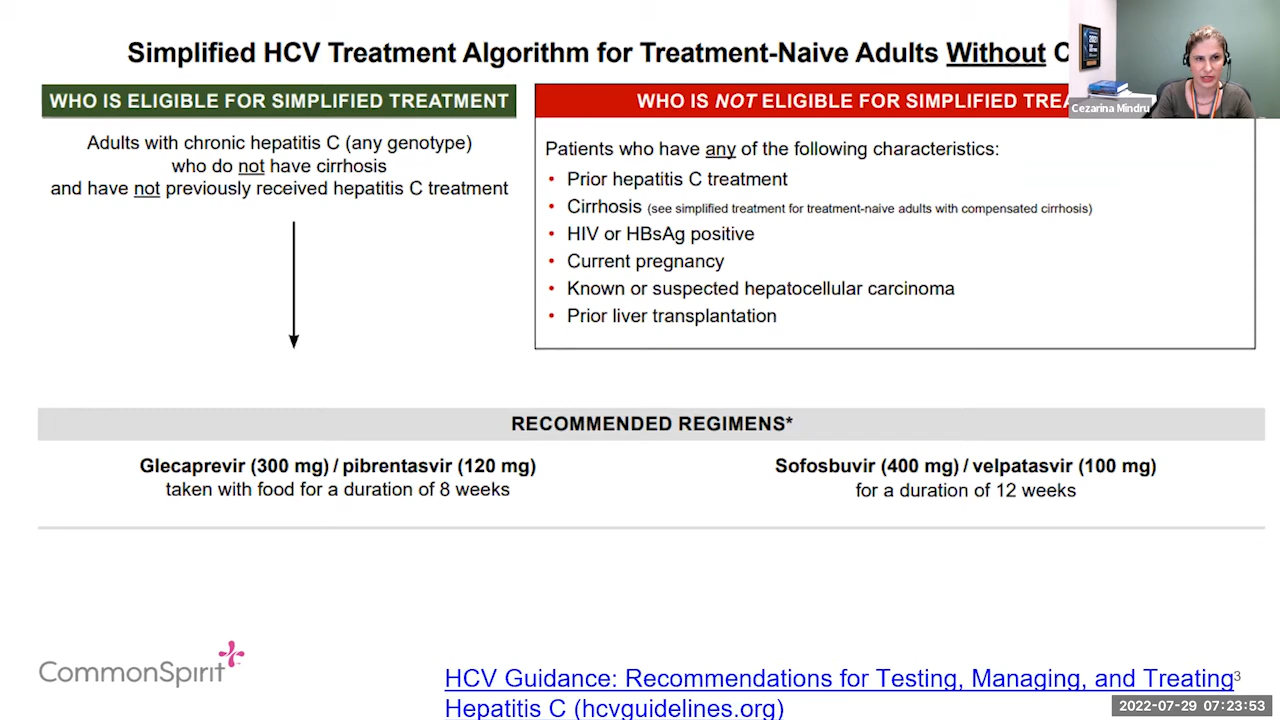 Simplified HCV Treatment Algorithm for Treatment-Naive Adults Without C
Cezarina Mindru
WHO IS ELIGIBLE FOR SIMPLIFIED TREATMENT
Adults with chronic hepatitis C (any genotype)
who do not have cirrhosis
and have not previously received hepatitis C treatment
WHO IS NOT ELIGIBLE FOR SIMPLIFIED TREA
Patients who have any of the following characteristics:
• Prior hepatitis C treatment
• Cirrhosis (see simplified treatment for treatment-naive adults with compensated cirrhosis)
• HIV or HBsAg positive
• Current pregnancy
• Known or suspected hepatocellular carcinoma
• Prior liver transplantation
RECOMMENDED REGIMENS*
Glecaprevir (300 mg) / pibrentasvir (120 mg)
taken with food for a duration of 8 weeks
Sofosbuvir (400 mg) / velpatasvir (100 mg)
for a duration of 12 weeks
CommonSpirit
HCV Guidance: Recommendations for Testing, Managing, and Treating
Hepatitis C (hcvguidelines.org)
3
2022-07-29 07:23:53